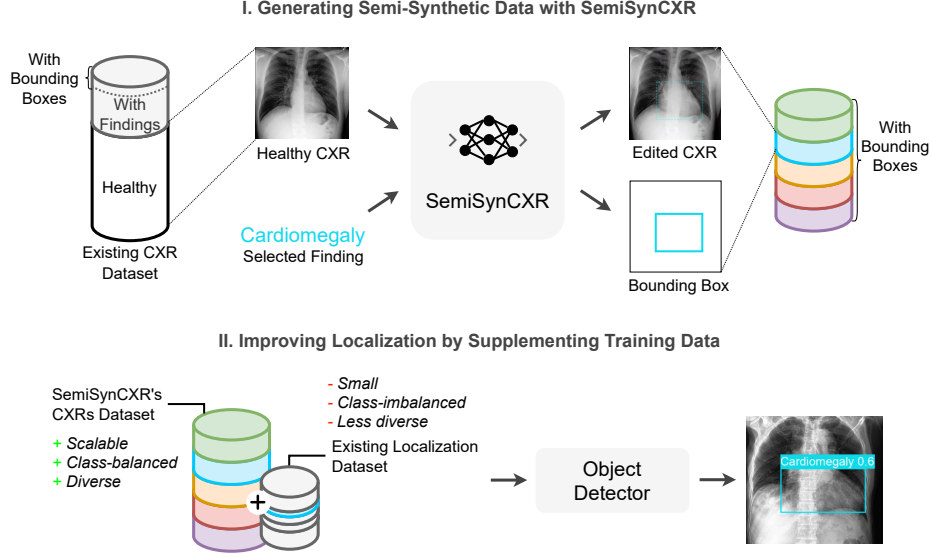 I. Generating Semi-Synthetic Data with SemiSynCXR
With
Bounding
Boxes
With
Findings
Healthy
Existing CXR
Dataset
Healthy CXR
Cardiomegaly
Selected Finding
SemiSynCXR
Edited CXR
Bounding Box
With
Bounding
Boxes
II. Improving Localization by Supplementing Training Data
SemiSynCXR's
CXRs Dataset
+ Scalable
+ Class-balanced
+ Diverse
- Small
- Class-imbalanced
- Less diverse
Existing Localization
Dataset
+
Object
Detector
Cardiomegaly 0.6